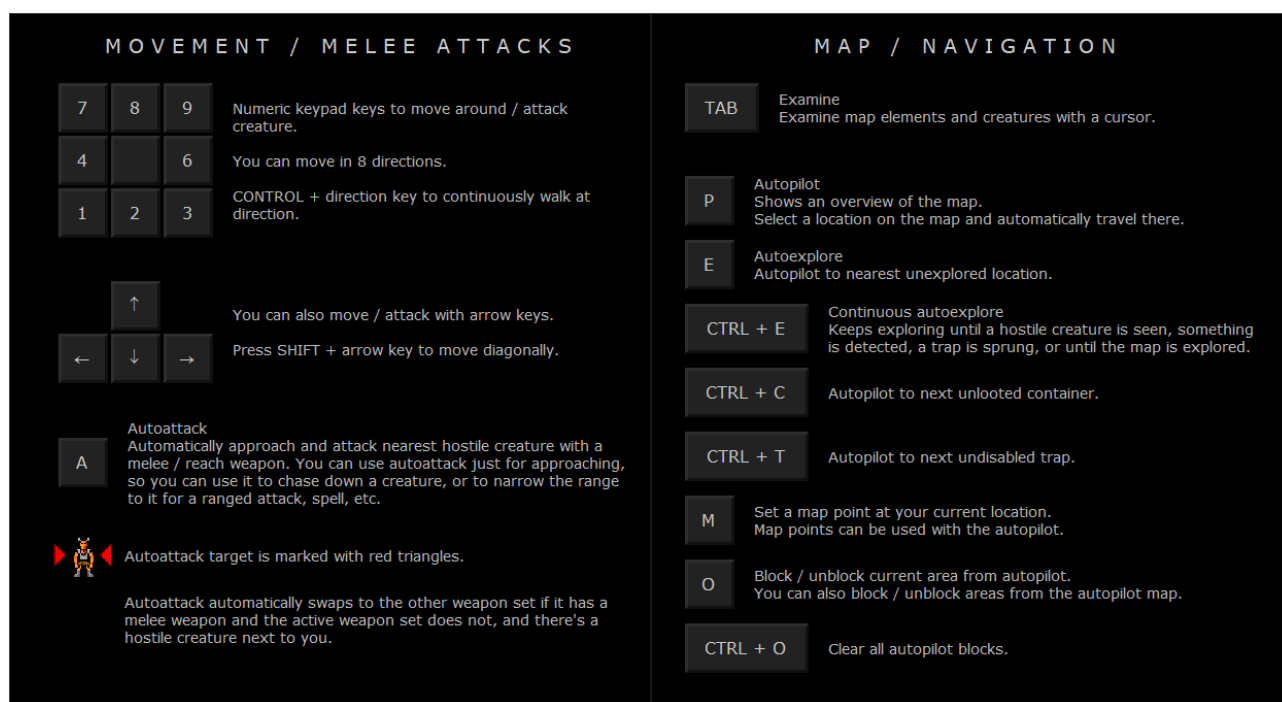 MOVEMENT / MELEE ATTACKS
7 8 9
Numeric keypad keys to move around / attack
creature.
4 6
You can move in 8 directions.
1 2 3
CONTROL + direction key to continuously walk at
direction.
↑
You can also move / attack with arrow keys.
← ↓ →
Press SHIFT + arrow key to move diagonally.
A
Autoattack
Automatically approach and attack nearest hostile creature with a
melee / reach weapon. You can use autoattack just for approaching,
so you can use it to chase down a creature, or to narrow the range
to it for a ranged attack, spell, etc.
Autoattack target is marked with red triangles.
Autoattack automatically swaps to the other weapon set if it has a
melee weapon and the active weapon set does not, and there's a
hostile creature next to you.
MAP / NAVIGATION
TAB
Examine
Examine map elements and creatures with a cursor.
P
Autopilot
Shows an overview of the map.
Select a location on the map and automatically travel there.
E
Autoexplore
Autopilot to nearest unexplored location.
CTRL + E
Continuous autoexplore
Keeps exploring until a hostile creature is seen, something
is detected, a trap is sprung, or until the map is explored.
CTRL + C
Autopilot to next unlooted container.
CTRL + T
Autopilot to next undisabled trap.
M
Set a map point at your current location.
Map points can be used with the autopilot.
O
Block / unblock current area from autopilot.
You can also block / unblock areas from the autopilot map.
CTRL + O
Clear all autopilot blocks.